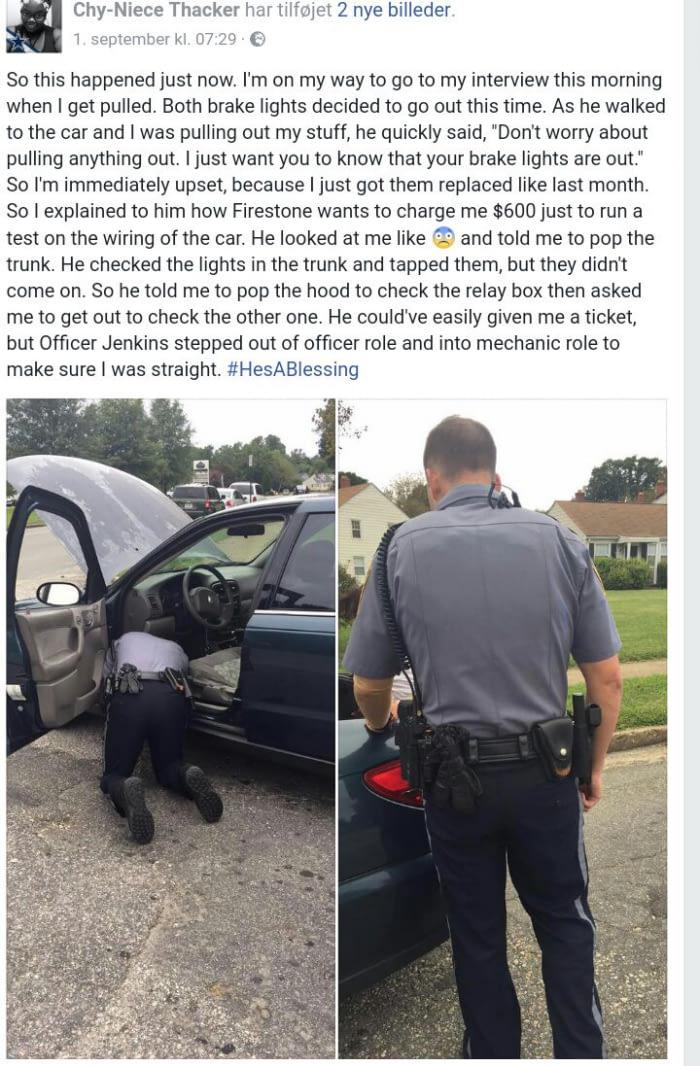 Chy-Niece Thacker har tilføjet 2 nye billeder.
1. september kl. 07:29 ·
So this happened just now. I'm on my way to go to my interview this morning
when I get pulled. Both brake lights decided to go out this time. As he walked
to the car and I was pulling out my stuff, he quickly said, "Don't worry about
pulling anything out. I just want you to know that your brake lights are out."
So I'm immediately upset, because I just got them replaced like last month.
So I explained to him how Firestone wants to charge me $600 just to run a
test on the wiring of the car. He looked at me like 😨 and told me to pop the
trunk. He checked the lights in the trunk and tapped them, but they didn't
come on. So he told me to pop the hood to check the relay box then asked
me to get out to check the other one. He could've easily given me a ticket,
but Officer Jenkins stepped out of officer role and into mechanic role to
make sure I was straight. #HesABlessing